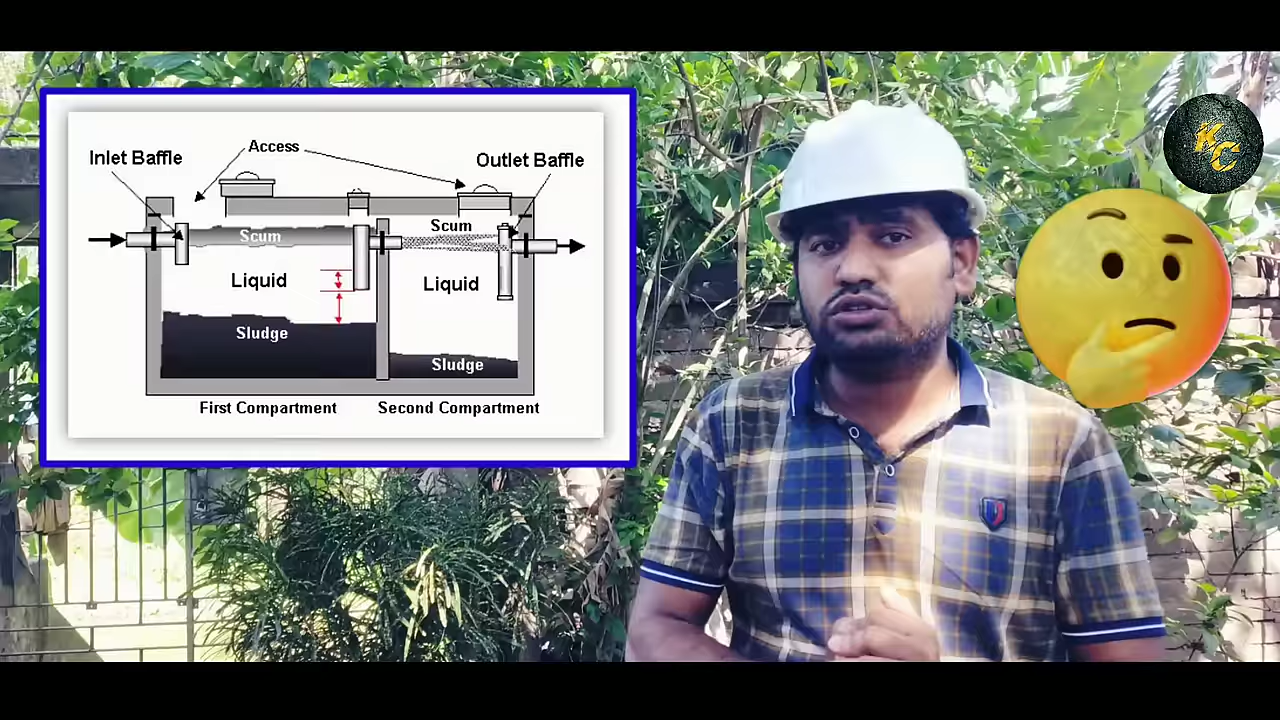 Access
Inlet Baffle
Outlet Baffle
Scum
Scum
Liquid
Liquid
Sludge
Sludge
First Compartment
Second Compartment
KC